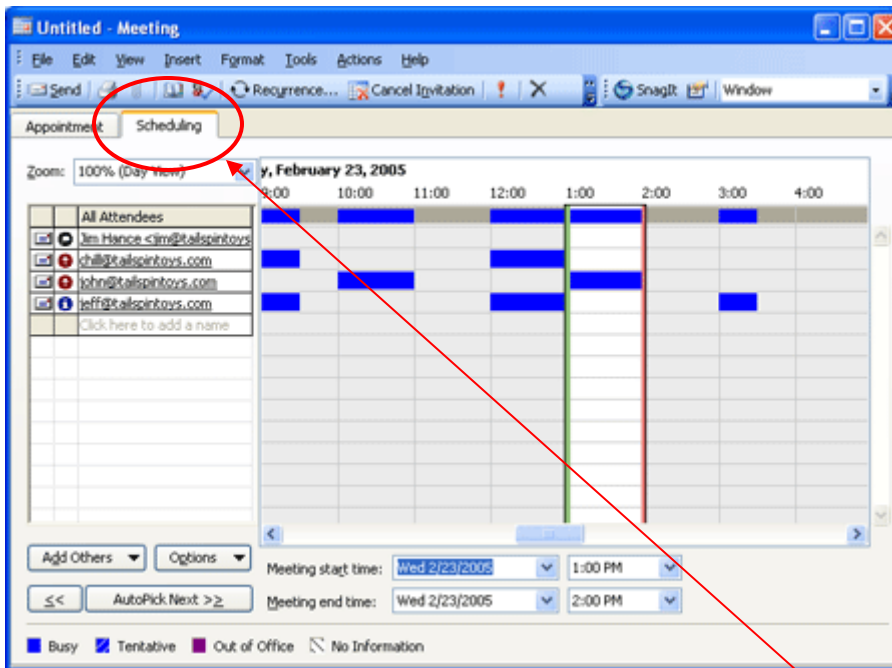 Untitled - Meeting
File Edit View Insert Format Tools Actions Help
Send Recurrence... Cancel Invitation SnagIt Window
Appointment Scheduling
Zoom: 100% (Day View)
y, February 23, 2005
9:00 10:00 11:00 12:00 1:00 2:00 3:00 4:00
All Attendees
Jim Hance <jim@tailspintoys
chill@tailspintoys.com
john@tailspintoys.com
jeff@tailspintoys.com
Click here to add a name
Add Others Options
Meeting start time: Wed 2/23/2005 1:00 PM
<< AutoPick Next >>
Meeting end time: Wed 2/23/2005 2:00 PM
Busy Tentative Out of Office No Information